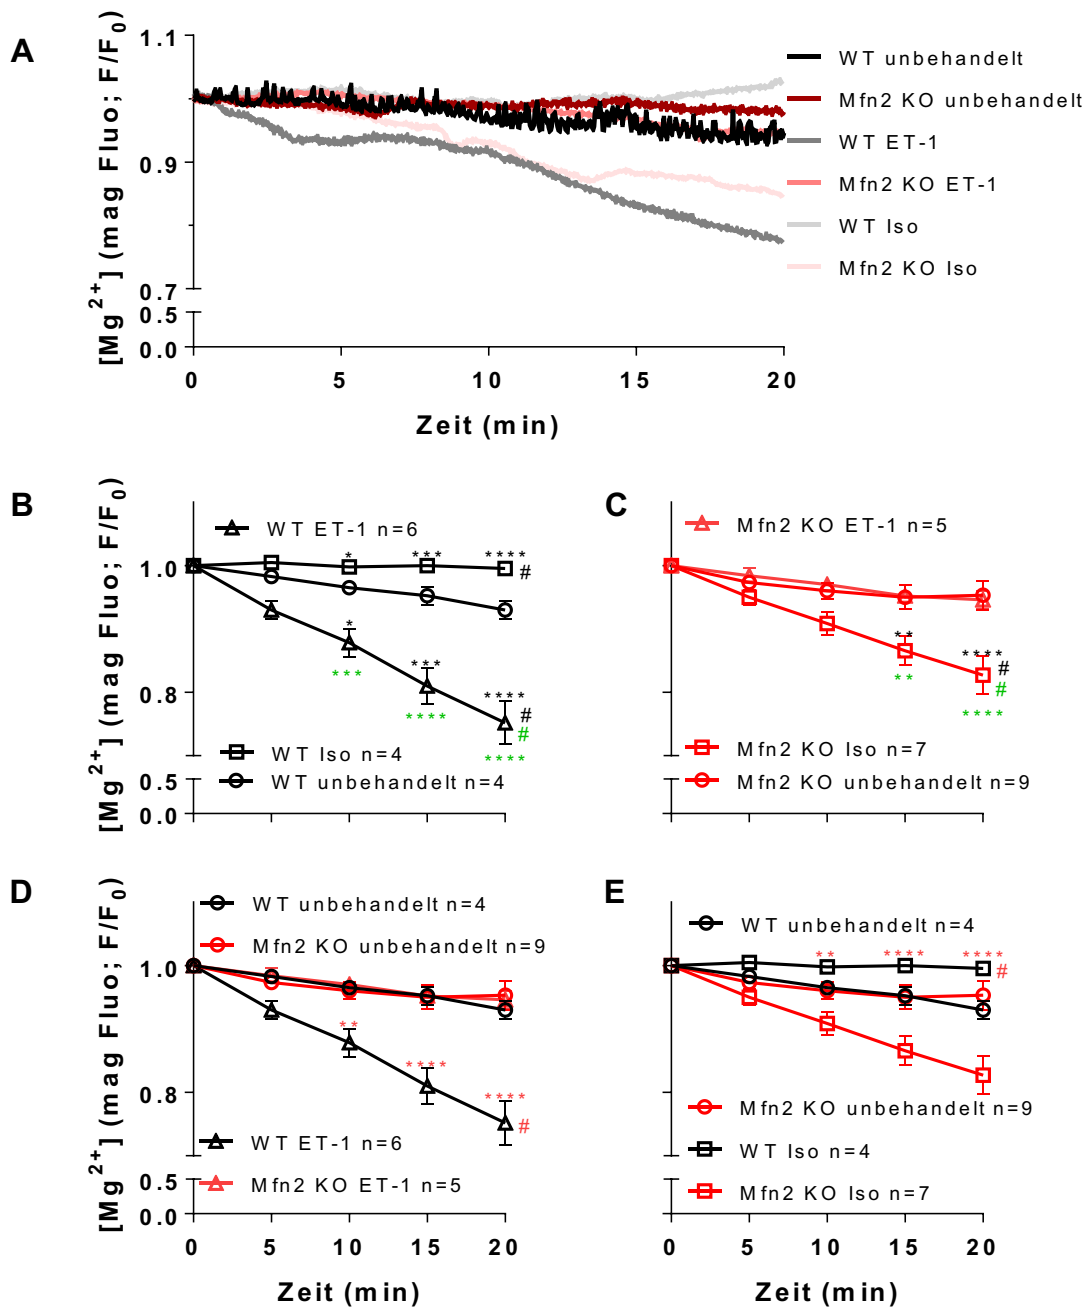 A
[Mg²⁺] (mag Fluo; F/F₀)
1.1
1.0
0.9
0.7
0.5
0.0
0 5 10 15 20
Zeit (min)
WT unbehandelt
Mfn2 KO unbehandelt
WT ET-1
Mfn2 KO ET-1
WT Iso
Mfn2 KO Iso
B
[Mg²⁺] (mag Fluo; F/F₀)
WT ET-1 n=6
1.0
* *** ****
#
0.8
* *** ****
#
#
*** **** ****
WT Iso n=4
WT unbehandelt n=4
0.5
0.0
C
Mfn2 KO ET-1 n=5
** ****
#
#
** ****
Mfn2 KO Iso n=7
Mfn2 KO unbehandelt n=9
D
[Mg²⁺] (mag Fluo; F/F₀)
WT unbehandelt n=4
Mfn2 KO unbehandelt n=9
1.0
0.8
** **** ****
#
WT ET-1 n=6
Mfn2 KO ET-1 n=5
0.5
0.0
0 5 10 15 20
Zeit (min)
E
WT unbehandelt n=4
** **** ****
#
Mfn2 KO unbehandelt n=9
WT Iso n=4
Mfn2 KO Iso n=7
0 5 10 15 20
Zeit (min)